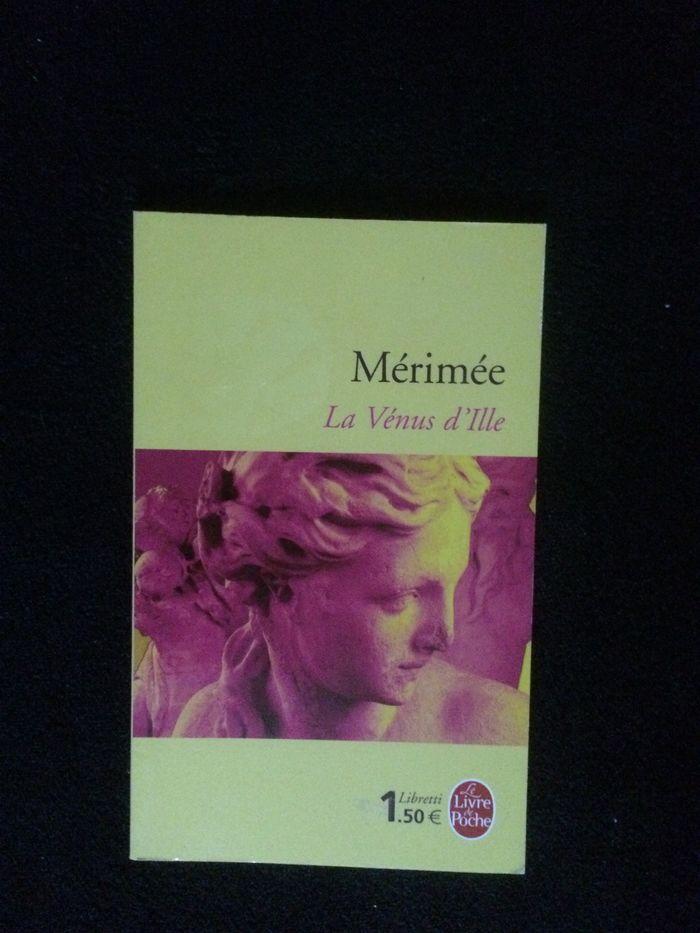 Mérimée
La Vénus d'Ille
Libretti
1.50 €
Le
Livre
de
Poche